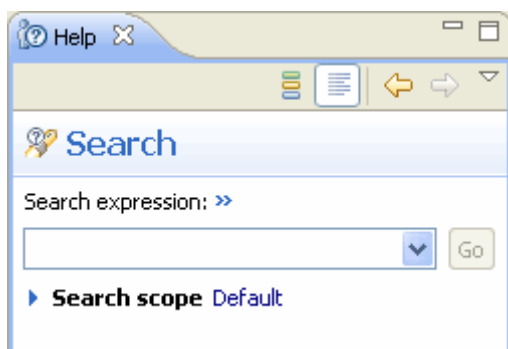 Help
Search
Search expression: »
Go
Search scope Default